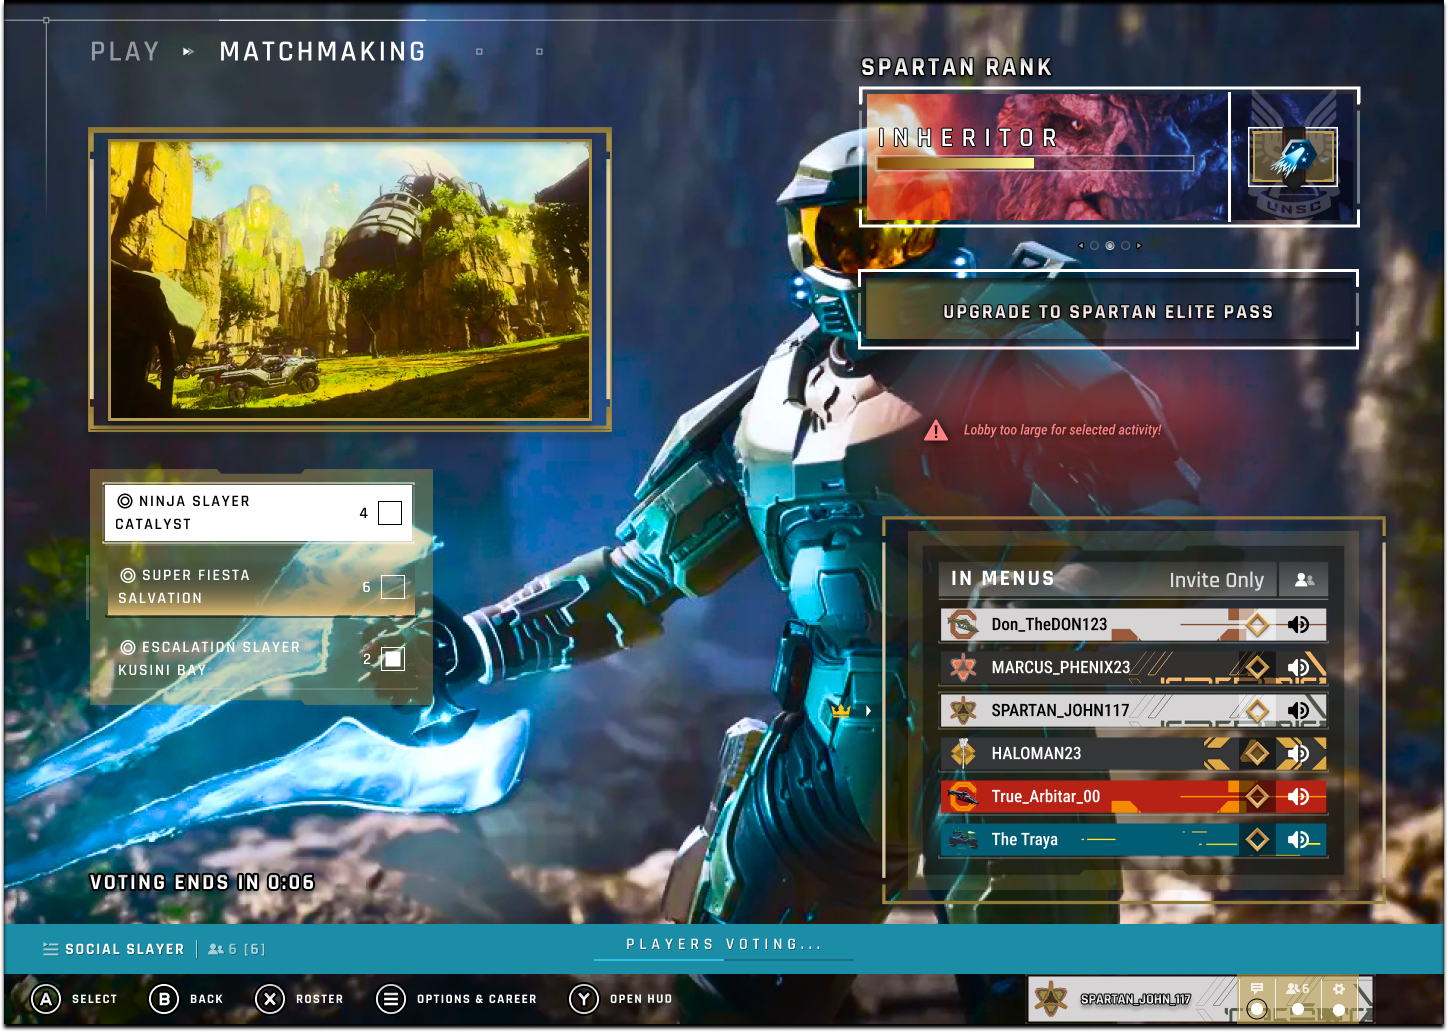 PLAY MATCHMAKING
SPARTAN RANK
INHERITOR
UNSC
UPGRADE TO SPARTAN ELITE PASS
Lobby too large for selected activity!
NINJA SLAYER
CATALYST
4
SUPER FIESTA
SALVATION
6
ESCALATION SLAYER
KUSINI BAY
2
IN MENUS Invite Only
Don_TheDON123
MARCUS_PHENIX23
SPARTAN_JOHN117
HALOMAN23
True_Arbitar_00
The Traya
VOTING ENDS IN 0:06
SOCIAL SLAYER 6 [6]
PLAYERS VOTING...
A SELECT B BACK X ROSTER OPTIONS & CAREER Y OPEN HUD
SPARTAN_JOHN_117
6